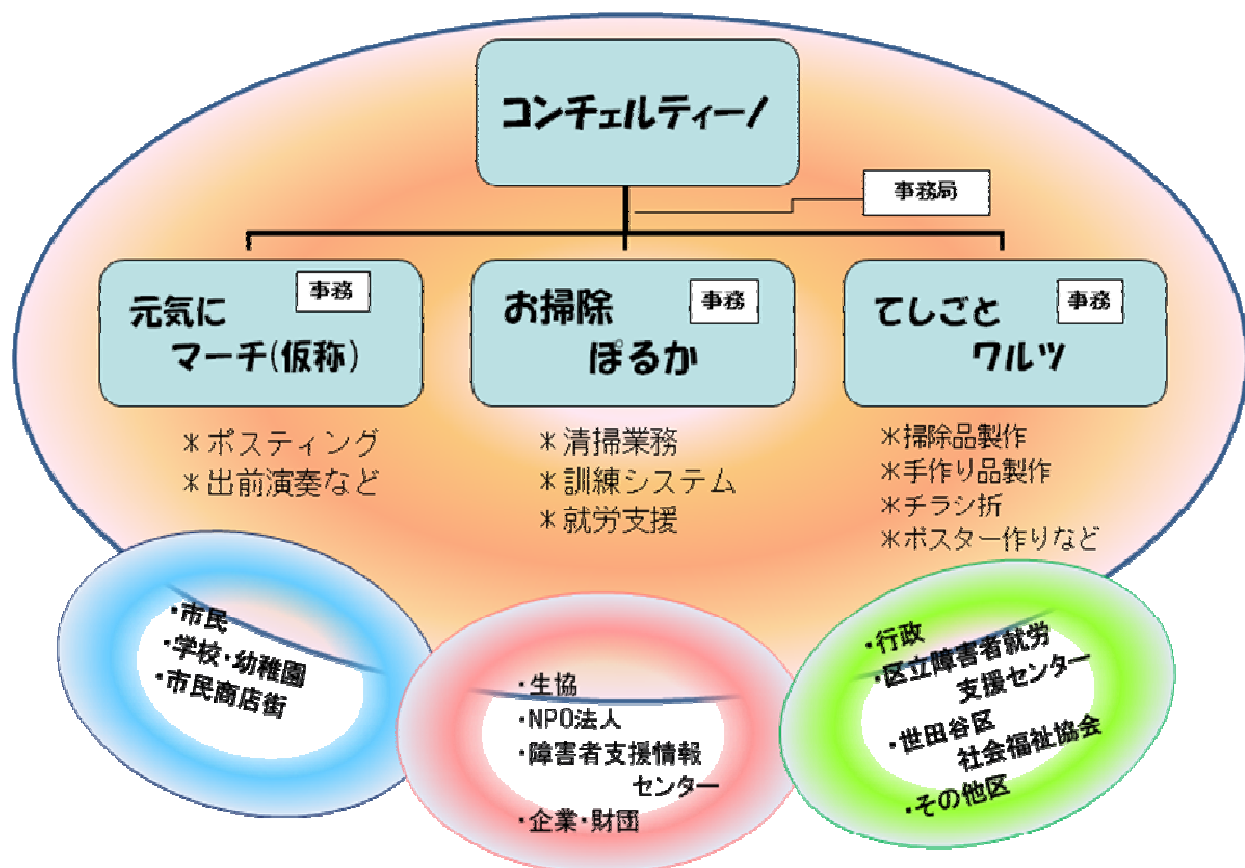 コンチェルティーノ
事務局
元気に
マーチ(仮称)
事務
お掃除
ぽるか
事務
てしごと
ワルツ
事務
＊ポスティング
＊出前演奏など
＊清掃業務
＊訓練システム
＊就労支援
＊掃除品製作
＊手作り品製作
＊チラシ折
＊ポスター作りなど
・市民
・学校・幼稚園
・市民商店街
・生協
・NPO法人
・障害者支援情報
センター
・企業・財団
・行政
・区立障害者就労
支援センター
・世田谷区
社会福祉協会
・その他区